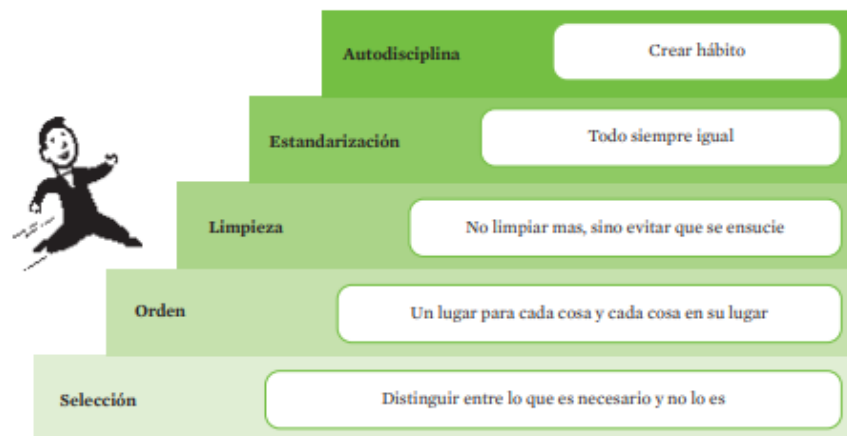 Autodisciplina
Crear hábito
Estandarización
Todo siempre igual
Limpieza
No limpiar mas, sino evitar que se ensucie
Orden
Un lugar para cada cosa y cada cosa en su lugar
Selección
Distinguir entre lo que es necesario y no lo es